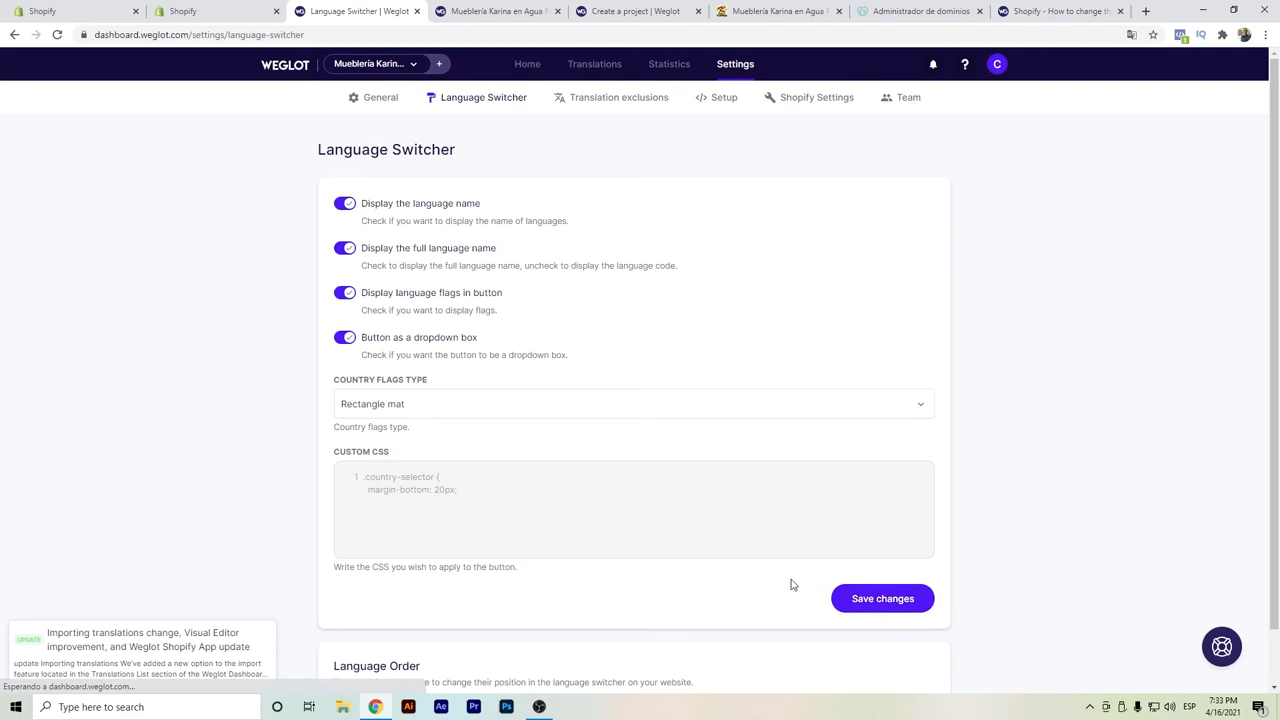 Shopify
Shopify
Language Switcher | Weglot
Mueblería Karina en Agua P
Create a project | Weglot
Mueblería Karina en Agua P
Administrador de dominios
Shopify - How to change th
dashboard.weglot.com/settings/language-switcher
WEGLOT
Mueblería Karin...
Home
Translations
Statistics
Settings
C
General
Language Switcher
Translation exclusions
Setup
Shopify Settings
Team
Language Switcher
Display the language name
Check if you want to display the name of languages.
Display the full language name
Check to display the full language name, uncheck to display the language code.
Display language flags in button
Check if you want to display flags.
Button as a dropdown box
Check if you want the button to be a dropdown box.
COUNTRY FLAGS TYPE
Rectangle mat
Country flags type.
CUSTOM CSS
1 .country-selector {
margin-bottom: 20px;
Write the CSS you wish to apply to the button.
Save changes
UPDATE
Importing translations change, Visual Editor
improvement, and Weglot Shopify App update
update Importing translations We've added a new option to the import
feature located in the Translations List section of the Weglot Dashboar...
Esperando a dashboard.weglot.com...
Language Order
to change their position in the language switcher on your website.
Type here to search
Ai
Ae
Pr
Ps
ESP
7:33 PM
4/16/2021